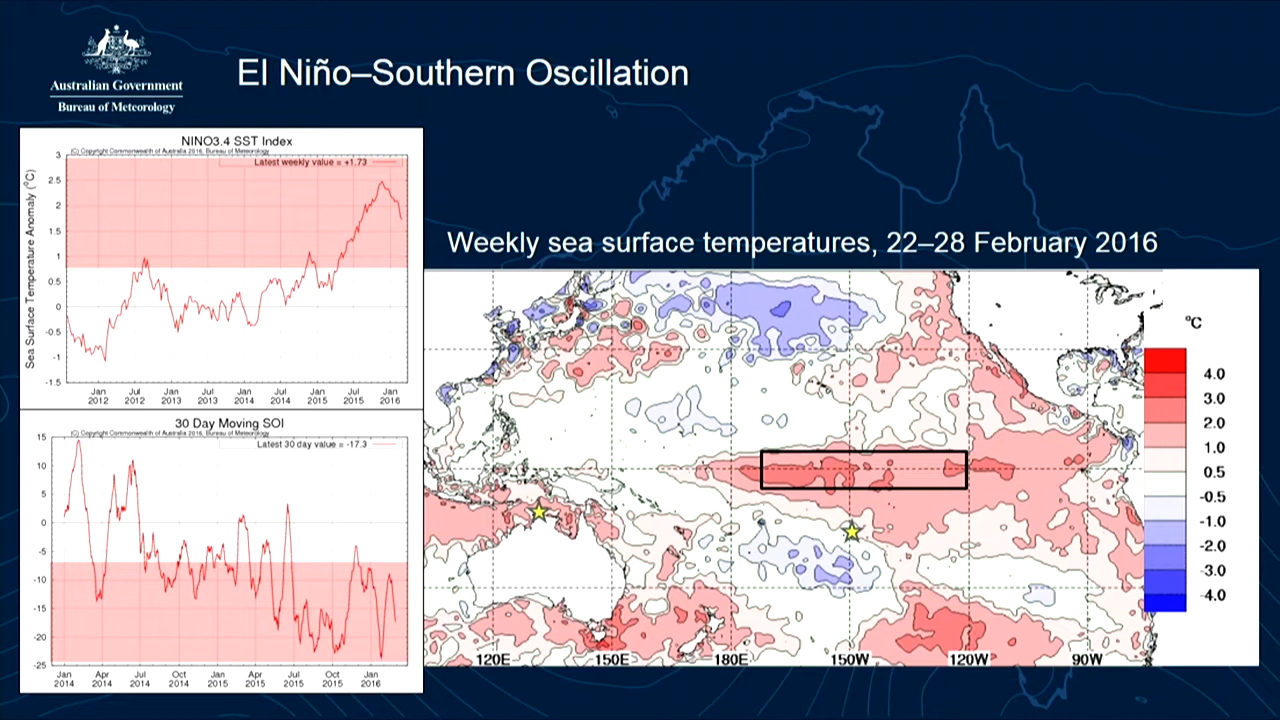 Australian Government
Bureau of Meteorology
El Niño–Southern Oscillation
NINO3.4 SST Index
(C) Copyright Commonwealth of Australia 2016, Bureau of Meteorology
Latest weekly value = +1.73
Sea Surface Temperature Anomaly (°C)
3
2.5
2
1.5
1
0.5
0
-0.5
-1
-1.5
Jan Jul Jan Jul Jan Jul Jan Jul Jan
2012 2012 2013 2013 2014 2014 2015 2015 2016
30 Day Moving SOI
(C) Copyright Commonwealth of Australia 2016, Bureau of Meteorology
Latest 30 day value = -17.3
15
10
5
0
-5
-10
-15
-20
-25
Jan Apr Jul Oct Jan Apr Jul Oct Jan
2014 2014 2014 2014 2015 2015 2015 2015 2016
Weekly sea surface temperatures, 22–28 February 2016
120E 150E 180E 150W 120W 90W
°C
4.0
3.0
2.0
1.0
0.5
-0.5
-1.0
-2.0
-3.0
-4.0